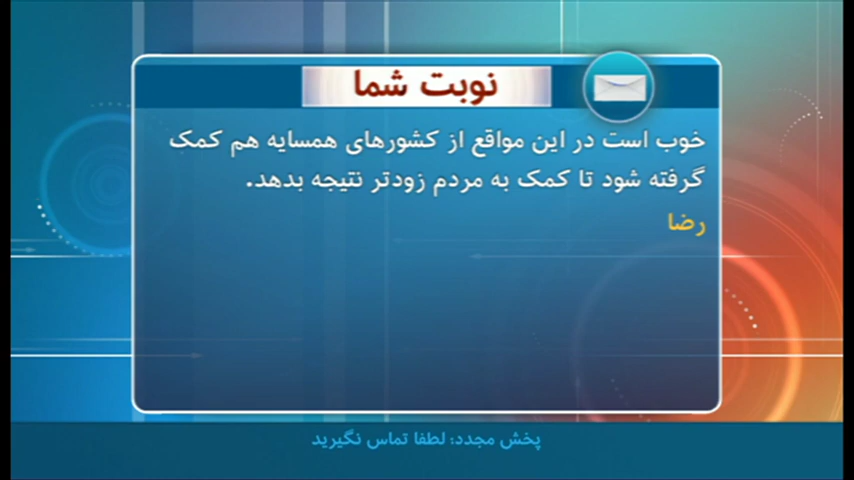 نوبت شما
خوب است در این مواقع از کشورهای همسایه هم کمک
گرفته شود تا کمک به مردم زودتر نتیجه بدهد.
رضا
پخش مجدد: لطفا تماس نگیرید